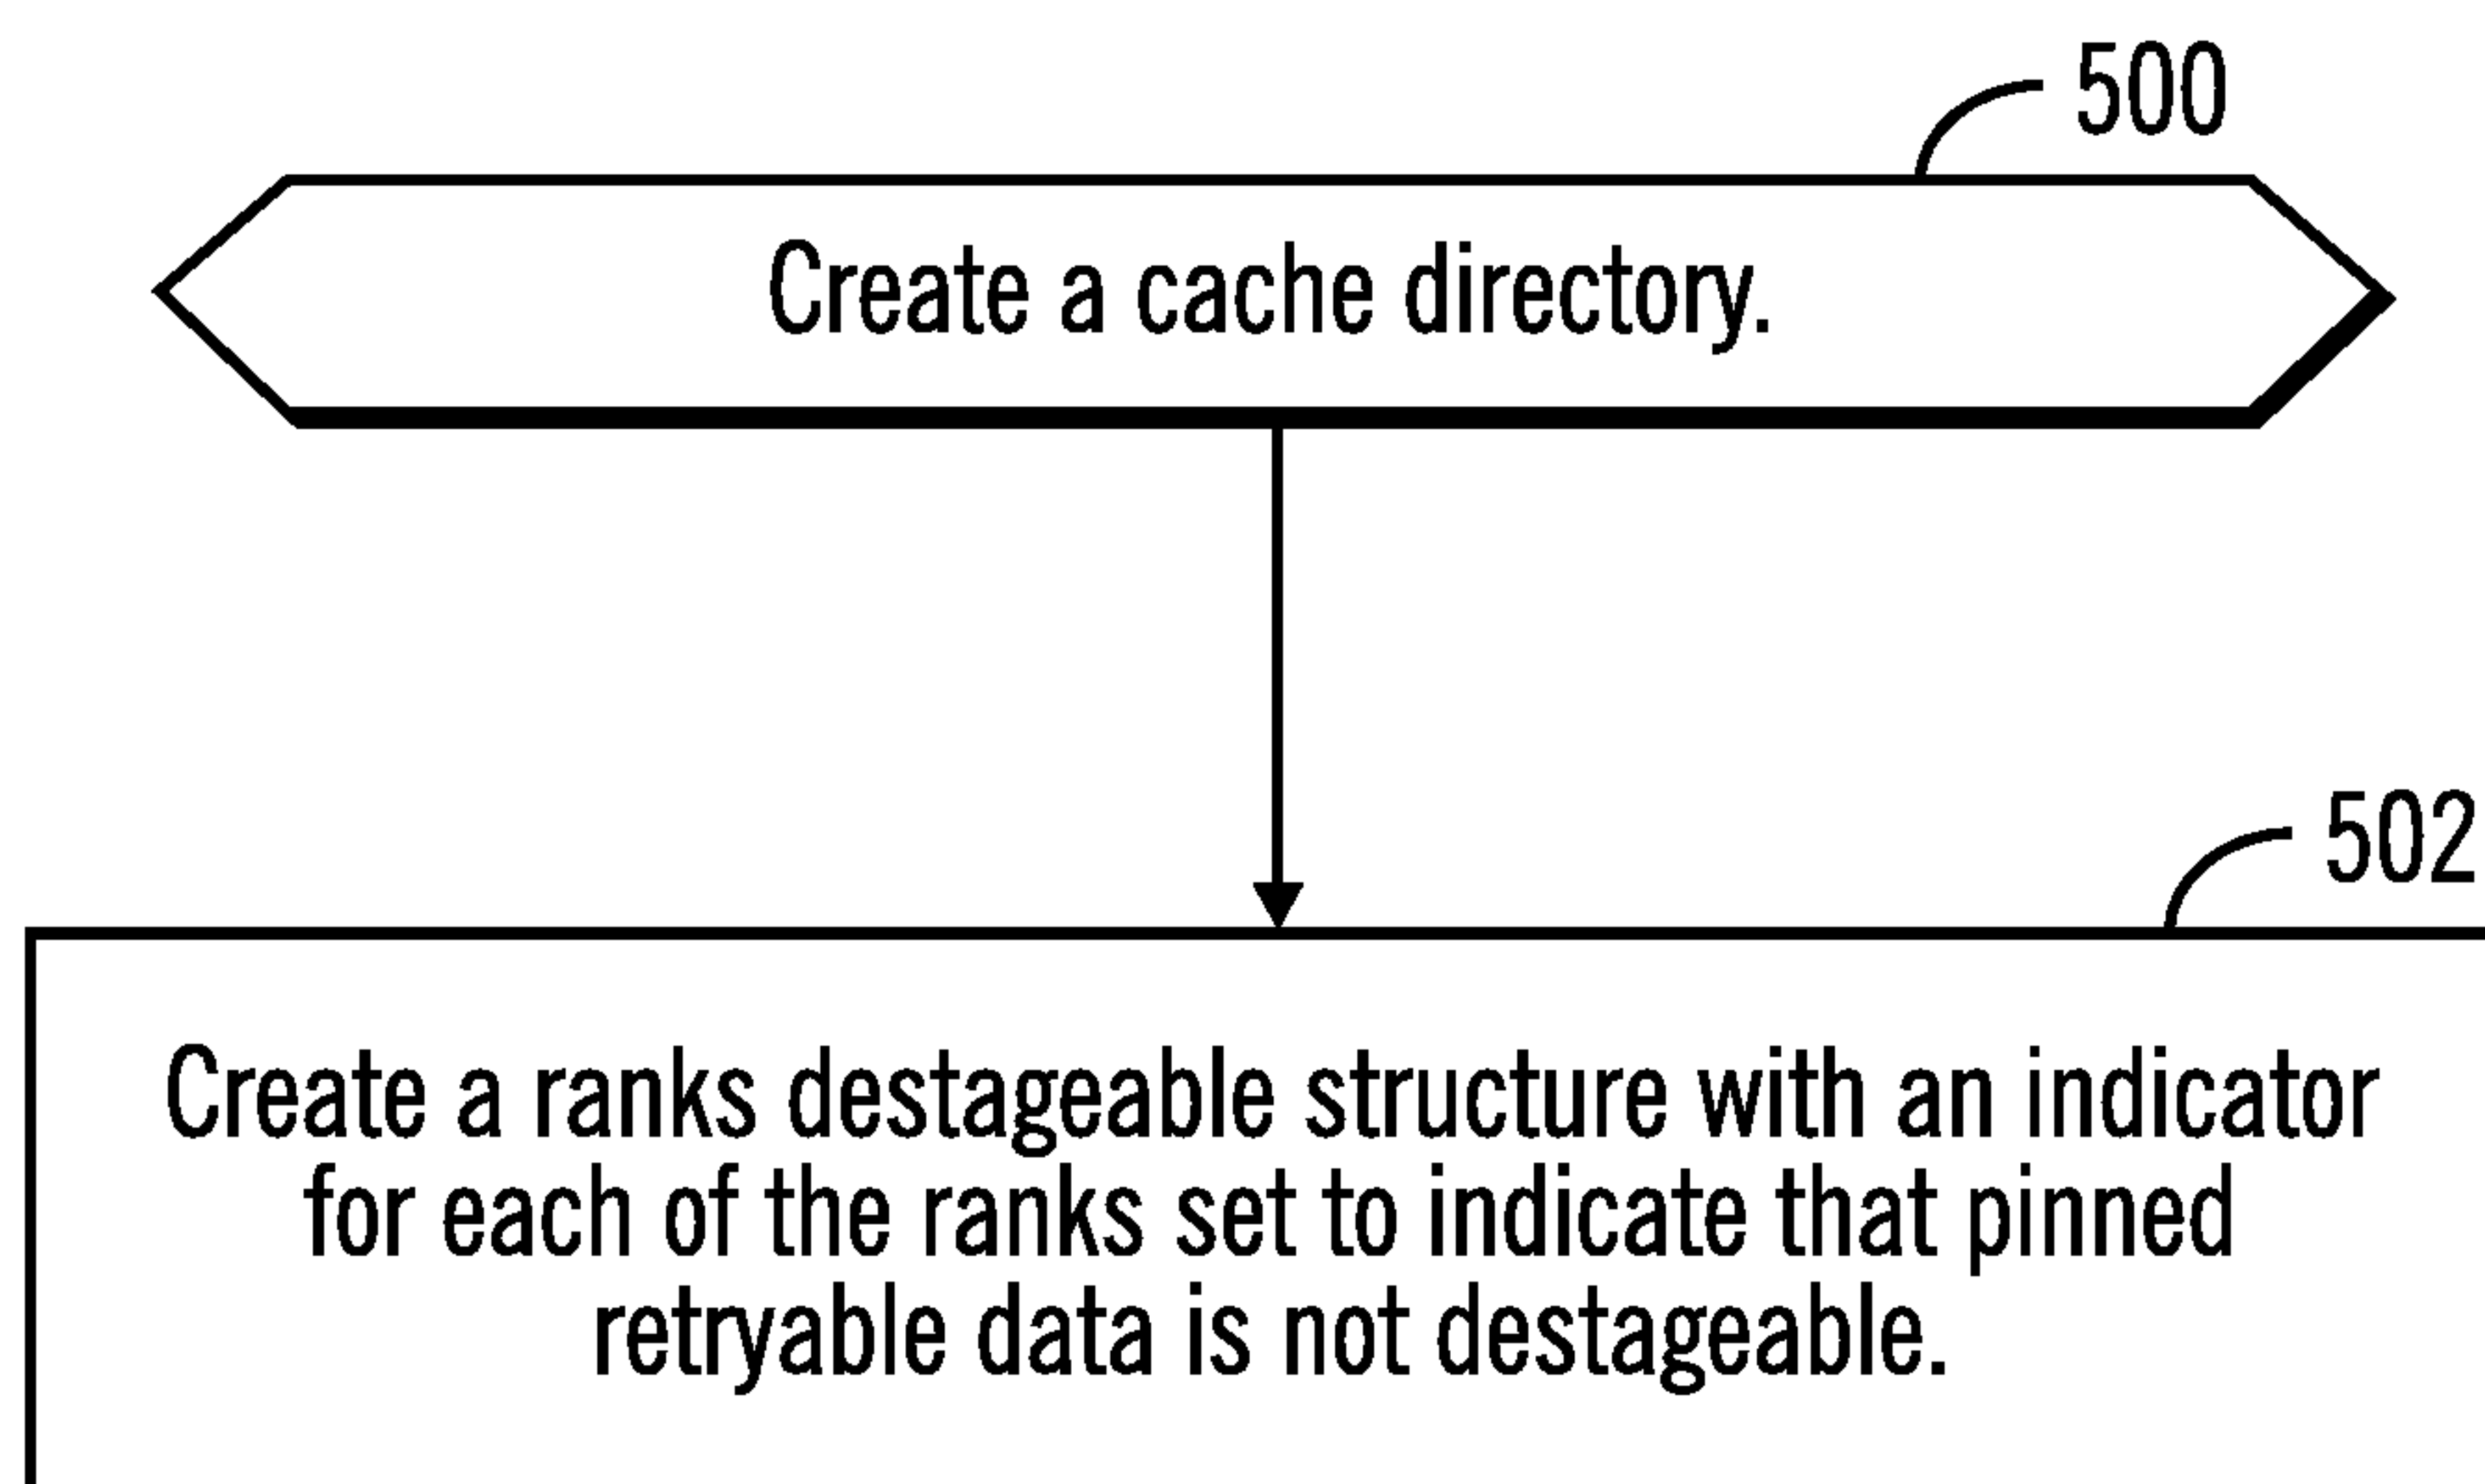 500
Create a cache directory.
502
Create a ranks destageable structure with an indicator
for each of the ranks set to indicate that pinned
retryable data is not destageable.